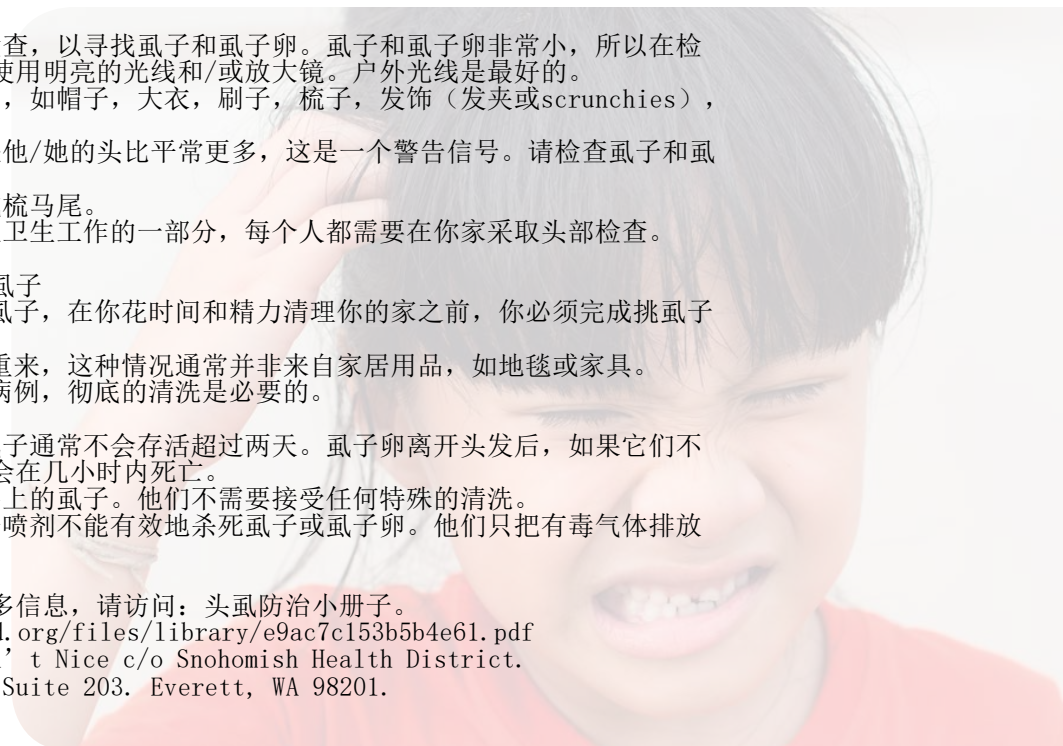 查，以寻找虱子和虱子卵。虱子和虱子卵非常小，所以在检
使用明亮的光线和/或放大镜。户外光线是最好的。
，如帽子，大衣，刷子，梳子，发饰（发夹或scrunchies），
他/她的头比平常更多，这是一个警告信号。请检查虱子和虱
梳马尾。
卫生工作的一部分，每个人都需要在你家采取头部检查。
虱子
虱子，在你花时间和精力清理你的家之前，你必须完成挑虱子
重来，这种情况通常并非来自家居用品，如地毯或家具。
病例，彻底的清洗是必要的。
子通常不会存活超过两天。虱子卵离开头发后，如果它们不
会在几小时内死亡。
上的虱子。他们不需要接受任何特殊的清洗。
喷剂不能有效地杀死虱子或虱子卵。他们只把有毒气体排放
多信息，请访问：头虱防治小册子。
d.org/files/library/e9ac7c153b5b4e61.pdf
’t Nice c/o Snohomish Health District.
Suite 203. Everett, WA 98201.